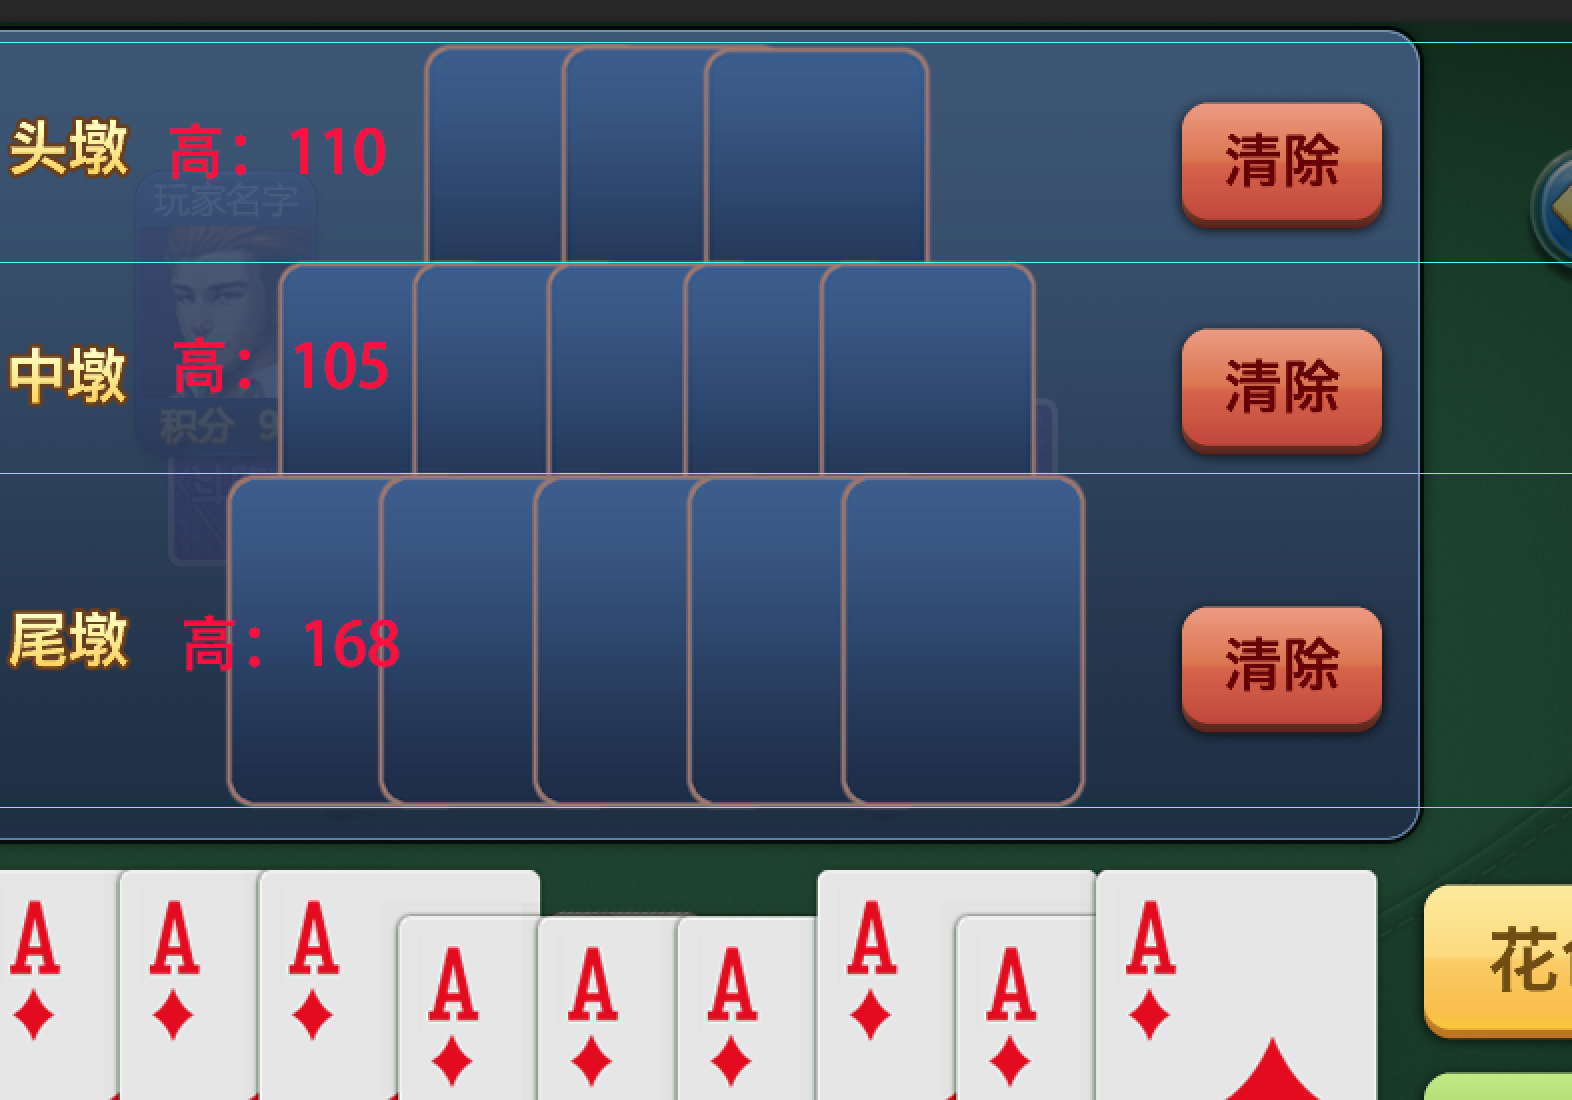 头墩 高：110 清除
玩家名字
中墩 高：105 清除
积分 9
尾墩 高：168 清除
A A A A A A A A A
花